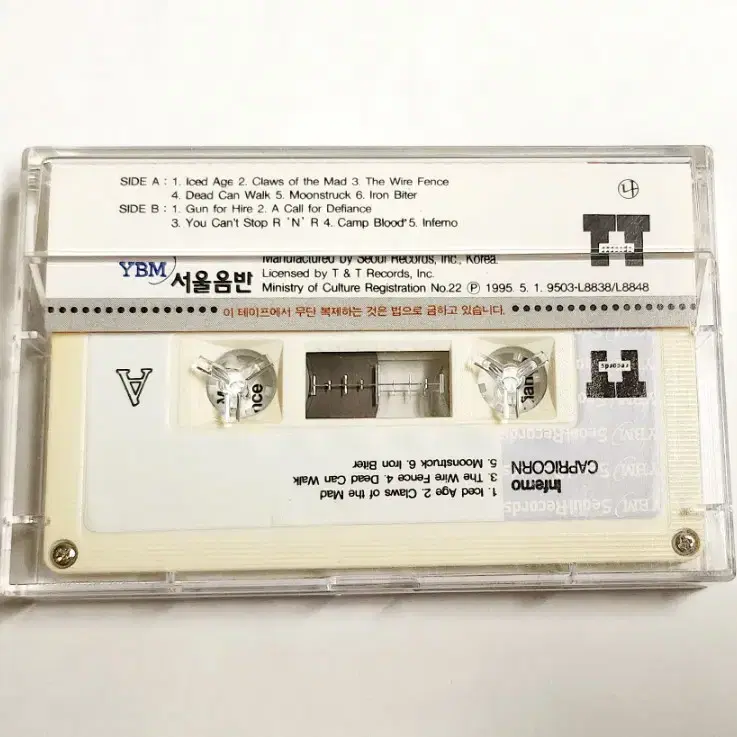 SIDE A : 1. Iced Age 2. Claws of the Mad 3. The Wire Fence
4. Dead Can Walk 5. Moonstruck 6. Iron Biter
SIDE B : 1. Gun for Hire 2. A Call for Defiance
3. You Can't Stop R 'N' R 4. Camp Blood* 5. Inferno
나
TT
YBM 서울음반
Manufactured by Seoul Records, Inc., Korea.
Licensed by T & T Records, Inc.
Ministry of Culture Registration No.22 Ⓟ 1995. 5. 1. 9503-L8838/L8848
이 테이프에서 무단 복제하는 것은 법으로 금하고 있습니다.
A
records
Inferno
CAPRICORN
1. Iced Age 2. Claws of the Mad
3. The Wire Fence 4. Dead Can Walk
5. Moonstruck 6. Iron Biter
YBM Seoul Records